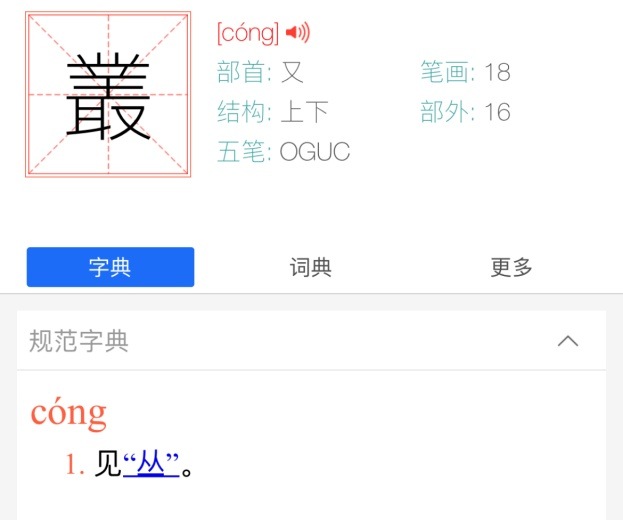 叢
[cóng]
部首: 又 笔画: 18
结构: 上下 部外: 16
五笔: OGUC
字典 词典 更多
规范字典
cóng
1. 见“丛”。